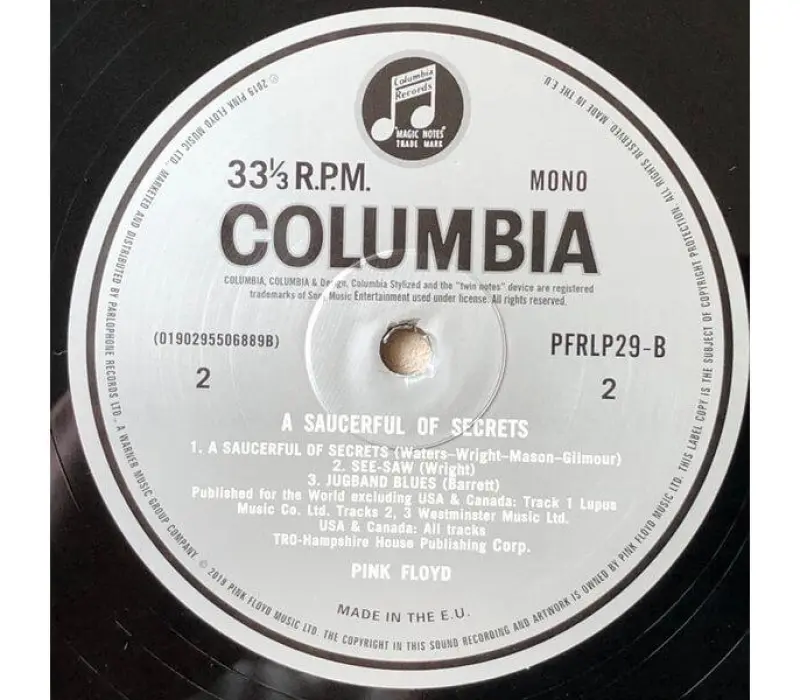 Columbia
Records
"MAGIC NOTES"
TRADE MARK
33⅓ R.P.M.
MONO
COLUMBIA
COLUMBIA, COLUMBIA & Design, Columbia Stylized and the "twin notes" device are registered
trademarks of Sony Music Entertainment used under license. All rights reserved.
(0190295506889B)
PFRLP29-B
2
2
A SAUCERFUL OF SECRETS
1. A SAUCERFUL OF SECRETS (Waters-Wright-Mason-Gilmour)
2. SEE-SAW (Wright)
3. JUGBAND BLUES (Barrett)
Published for the World excluding USA & Canada: Track 1 Lupus
Music Co. Ltd. Tracks 2, 3 Westminster Music Ltd.
USA & Canada: All tracks
TRO-Hampshire House Publishing Corp.
PINK FLOYD
MADE IN THE E.U.
℗ 2019 PINK FLOYD MUSIC LTD. THE COPYRIGHT IN THIS SOUND RECORDING AND ARTWORK IS OWNED BY PINK FLOYD MUSIC LTD. THIS LABEL COPY IS THE SUBJECT OF COPYRIGHT PROTECTION. ALL RIGHTS RESERVED. MADE IN THE E.U.
© 2019 PINK FLOYD MUSIC LTD., MARKETED AND DISTRIBUTED BY PARLOPHONE RECORDS LTD., A WARNER MUSIC GROUP COMPANY